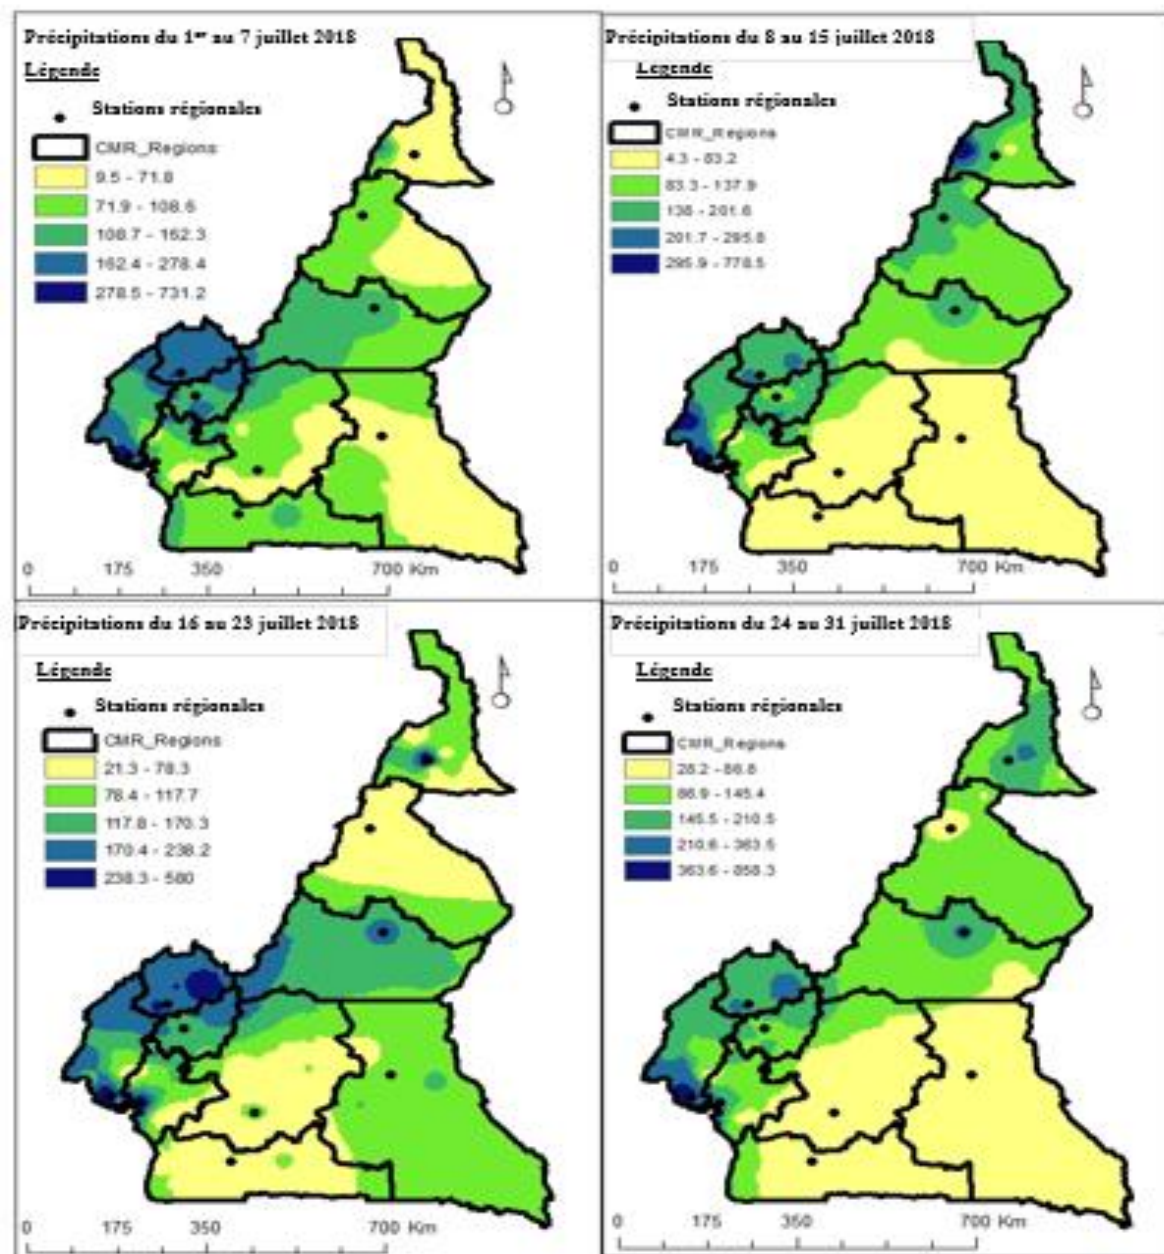 Précipitations du 1er au 7 juillet 2018
Légende
Stations régionales
CMR_Regions
9.5 - 71.8
71.9 - 108.6
108.7 - 162.3
162.4 - 278.4
278.5 - 731.2
0 175 350 700 Km
Précipitations du 8 au 15 juillet 2018
Légende
Stations régionales
CMR_Regions
4.3 - 83.2
83.3 - 137.9
138 - 201.6
201.7 - 295.8
295.9 - 778.5
0 175 350 700 Km
Précipitations du 16 au 23 juillet 2018
Légende
Stations régionales
CMR_Regions
21.3 - 78.3
78.4 - 117.7
117.8 - 170.3
170.4 - 238.2
238.3 - 580
0 175 350 700 Km
Précipitations du 24 au 31 juillet 2018
Légende
Stations régionales
CMR_Regions
28.2 - 86.8
86.9 - 145.4
145.5 - 210.5
210.6 - 363.5
363.6 - 858.3
0 175 350 700 Km